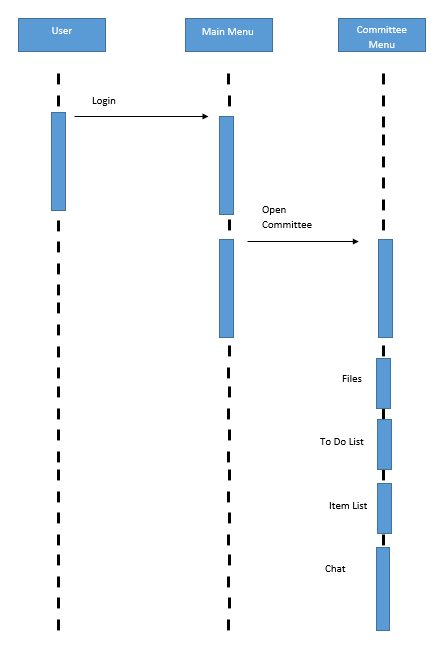 User
Main Menu
Committee
Menu
Login
Open
Committee
Files
To Do List
Item List
Chat